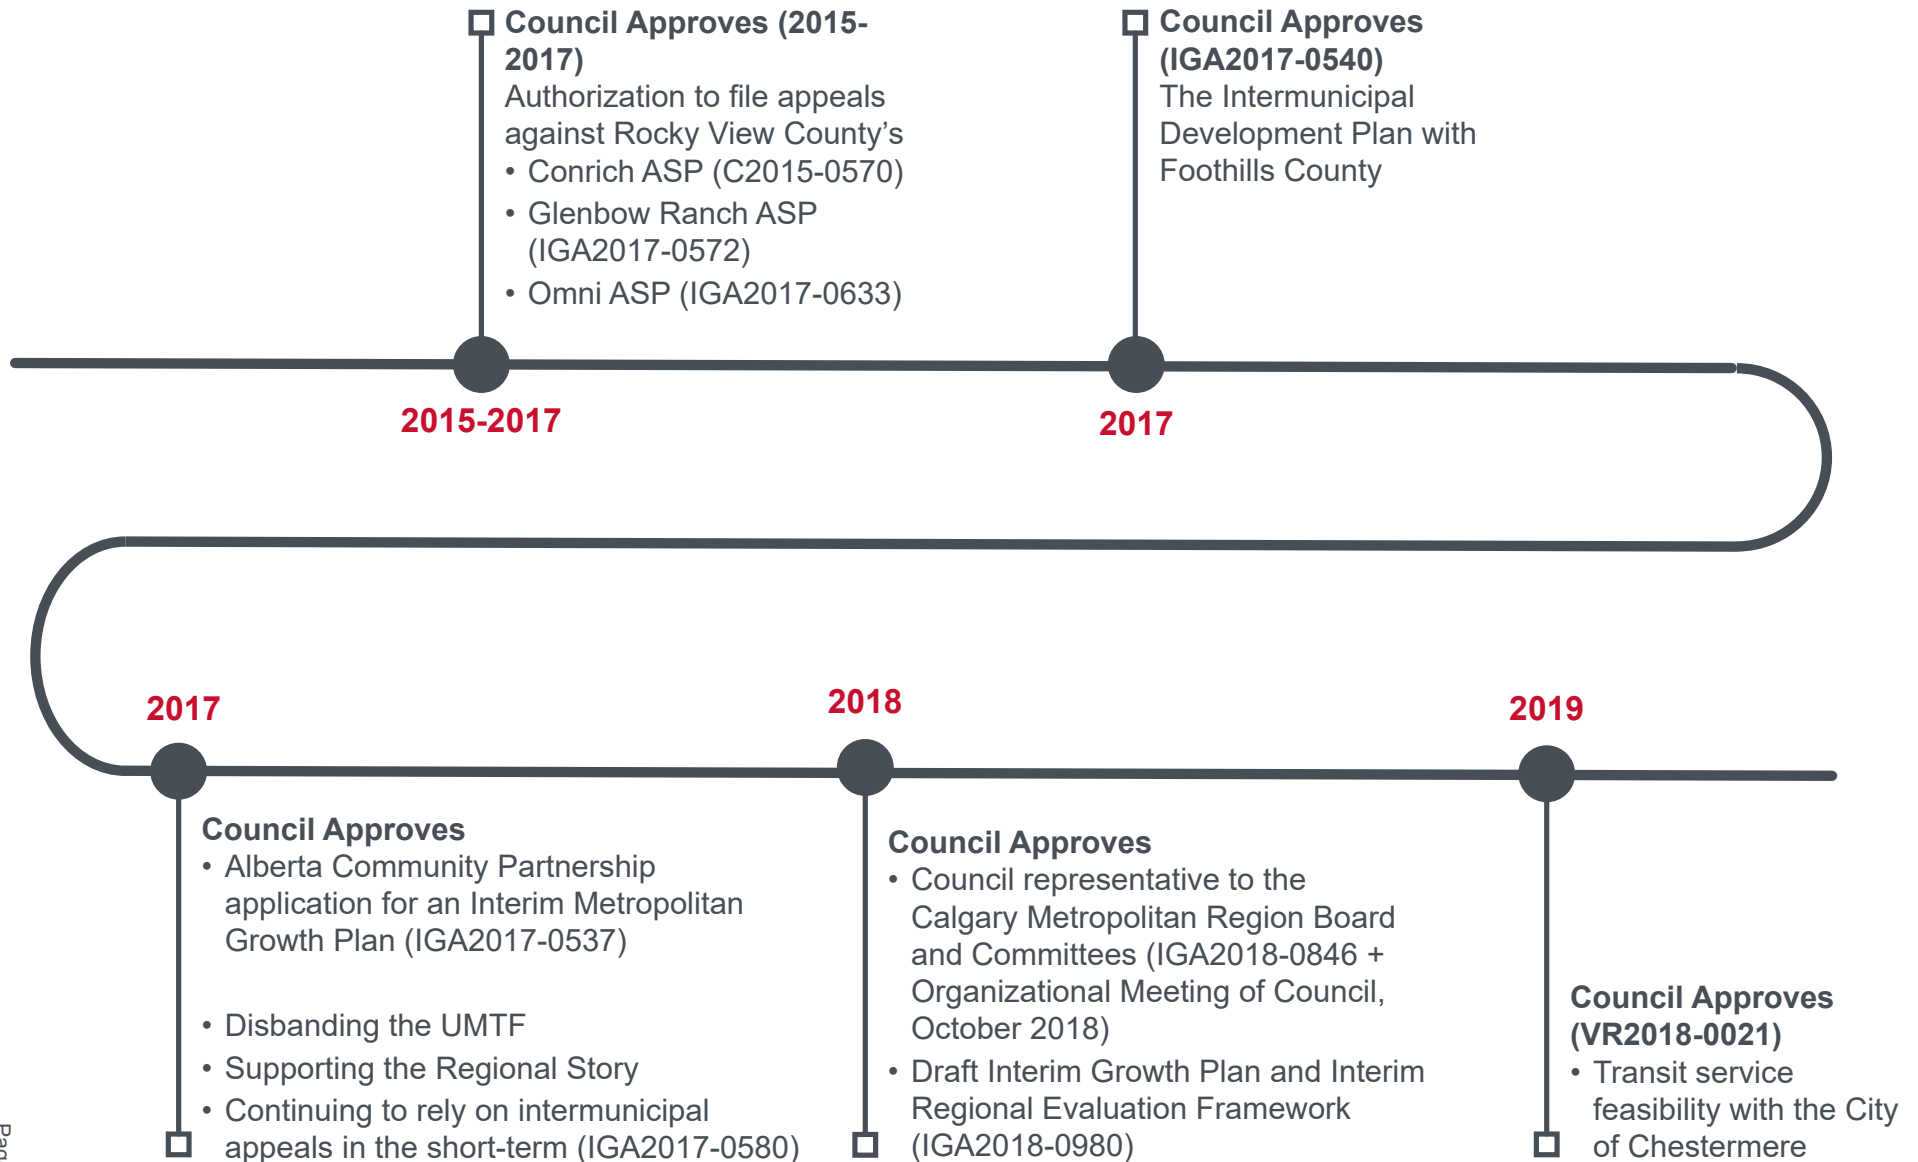 Council Approves (2015-
2017)
Authorization to file appeals
against Rocky View County’s
• Conrich ASP (C2015-0570)
• Glenbow Ranch ASP
(IGA2017-0572)
• Omni ASP (IGA2017-0633)
Council Approves
(IGA2017-0540)
The Intermunicipal
Development Plan with
Foothills County
2015-2017
2017
2017
2018
2019
Council Approves
• Alberta Community Partnership
application for an Interim Metropolitan
Growth Plan (IGA2017-0537)
• Disbanding the UMTF
• Supporting the Regional Story
• Continuing to rely on intermunicipal
appeals in the short-term (IGA2017-0580)
Council Approves
• Council representative to the
Calgary Metropolitan Region Board
and Committees (IGA2018-0846 +
Organizational Meeting of Council,
October 2018)
• Draft Interim Growth Plan and Interim
Regional Evaluation Framework
(IGA2018-0980)
Council Approves
(VR2018-0021)
• Transit service
feasibility with the City
of Chestermere